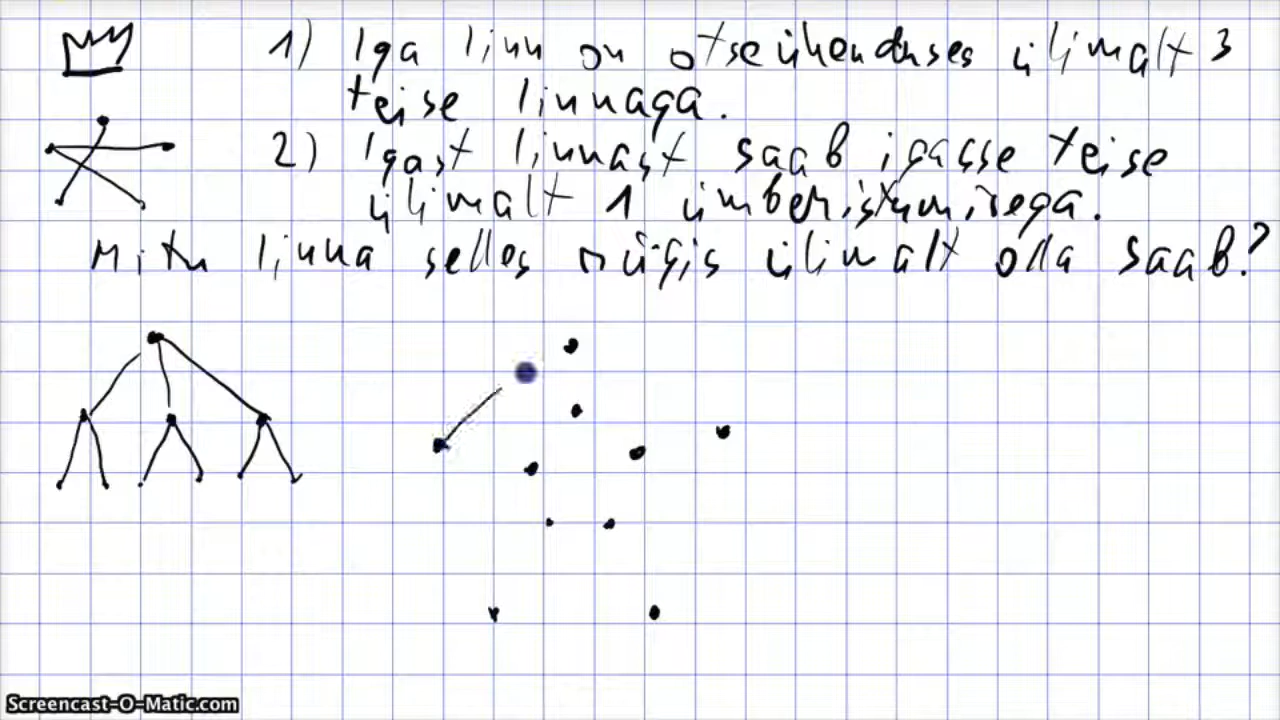 1) Iga linn on otseühenduses ülimalt 3
teise linnaga.
2) Igast linnast saab igasse teise
ülimalt 1 ümberistumisega.
Mitu linna selles riigis ülimalt olla saab?
Screencast-O-Matic.com